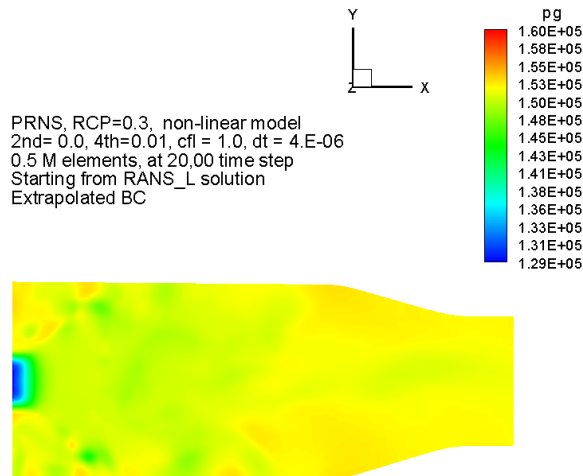 pg
Y
Z
X
1.60E+05
1.58E+05
1.55E+05
1.53E+05
1.50E+05
1.48E+05
1.45E+05
1.43E+05
1.40E+05
1.38E+05
1.36E+05
1.33E+05
1.31E+05
1.29E+05
PRNS, RCP=0.3, non-linear model
2nd= 0.0, 4th=0.01, cfl = 1.0, dt = 4.E-06
0.5 M elements, at 20,00 time step
Starting from RANS_L solution
Extrapolated BC